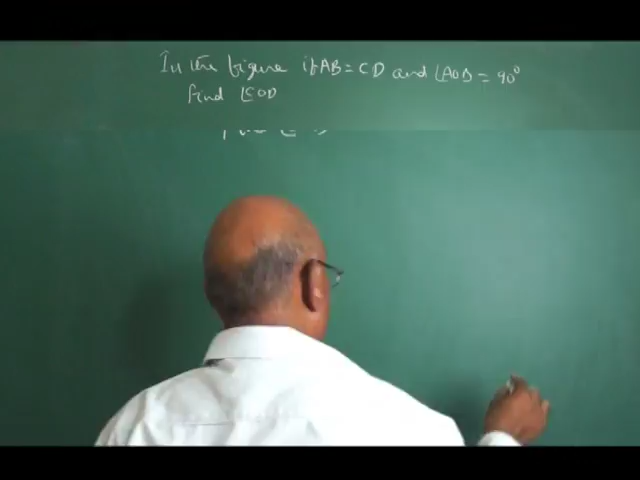 In the figure if AB = CD and ∠AOB = 90°
find ∠COD